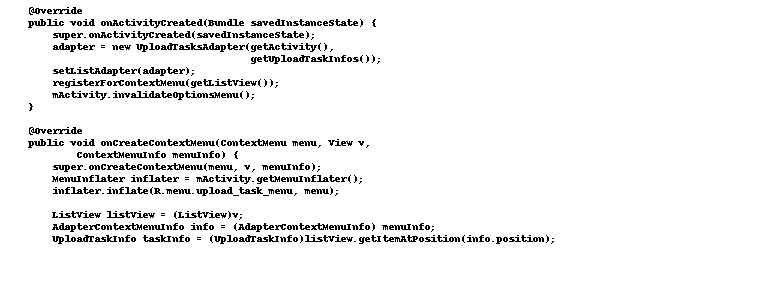 @Override
public void onActivityCreated(Bundle savedInstanceState) {
super.onActivityCreated(savedInstanceState);
adapter = new UploadTasksAdapter(getActivity(),
getUploadTaskInfos());
setListAdapter(adapter);
registerForContextMenu(getListView());
mActivity.invalidateOptionsMenu();
}
@Override
public void onCreateContextMenu(ContextMenu menu, View v,
ContextMenuInfo menuInfo) {
super.onCreateContextMenu(menu, v, menuInfo);
MenuInflater inflater = mActivity.getMenuInflater();
inflater.inflate(R.menu.upload_task_menu, menu);
ListView listView = (ListView)v;
AdapterContextMenuInfo info = (AdapterContextMenuInfo) menuInfo;
UploadTaskInfo taskInfo = (UploadTaskInfo)listView.getItemAtPosition(info.position);